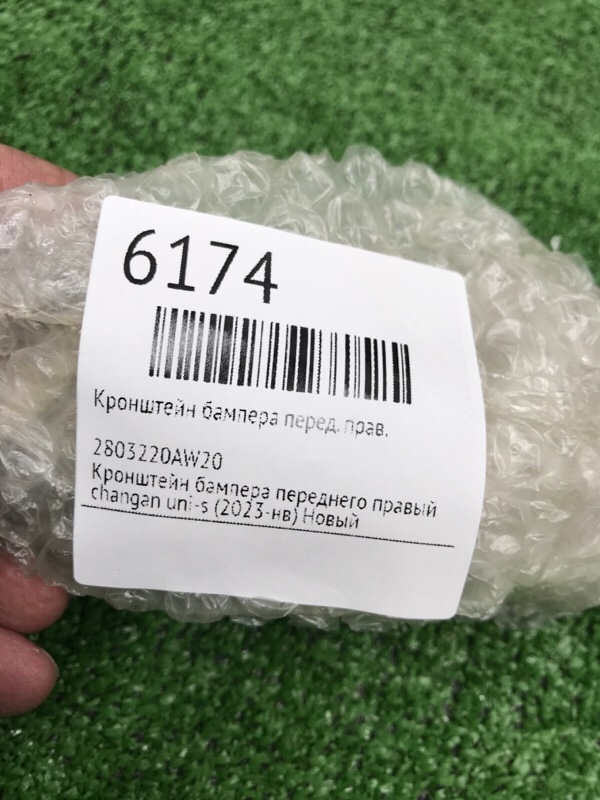 6174
Кронштейн бампера перед. прав.
2803220AW20
Кронштейн бампера переднего правый
changan uni-s (2023-нв) Новый